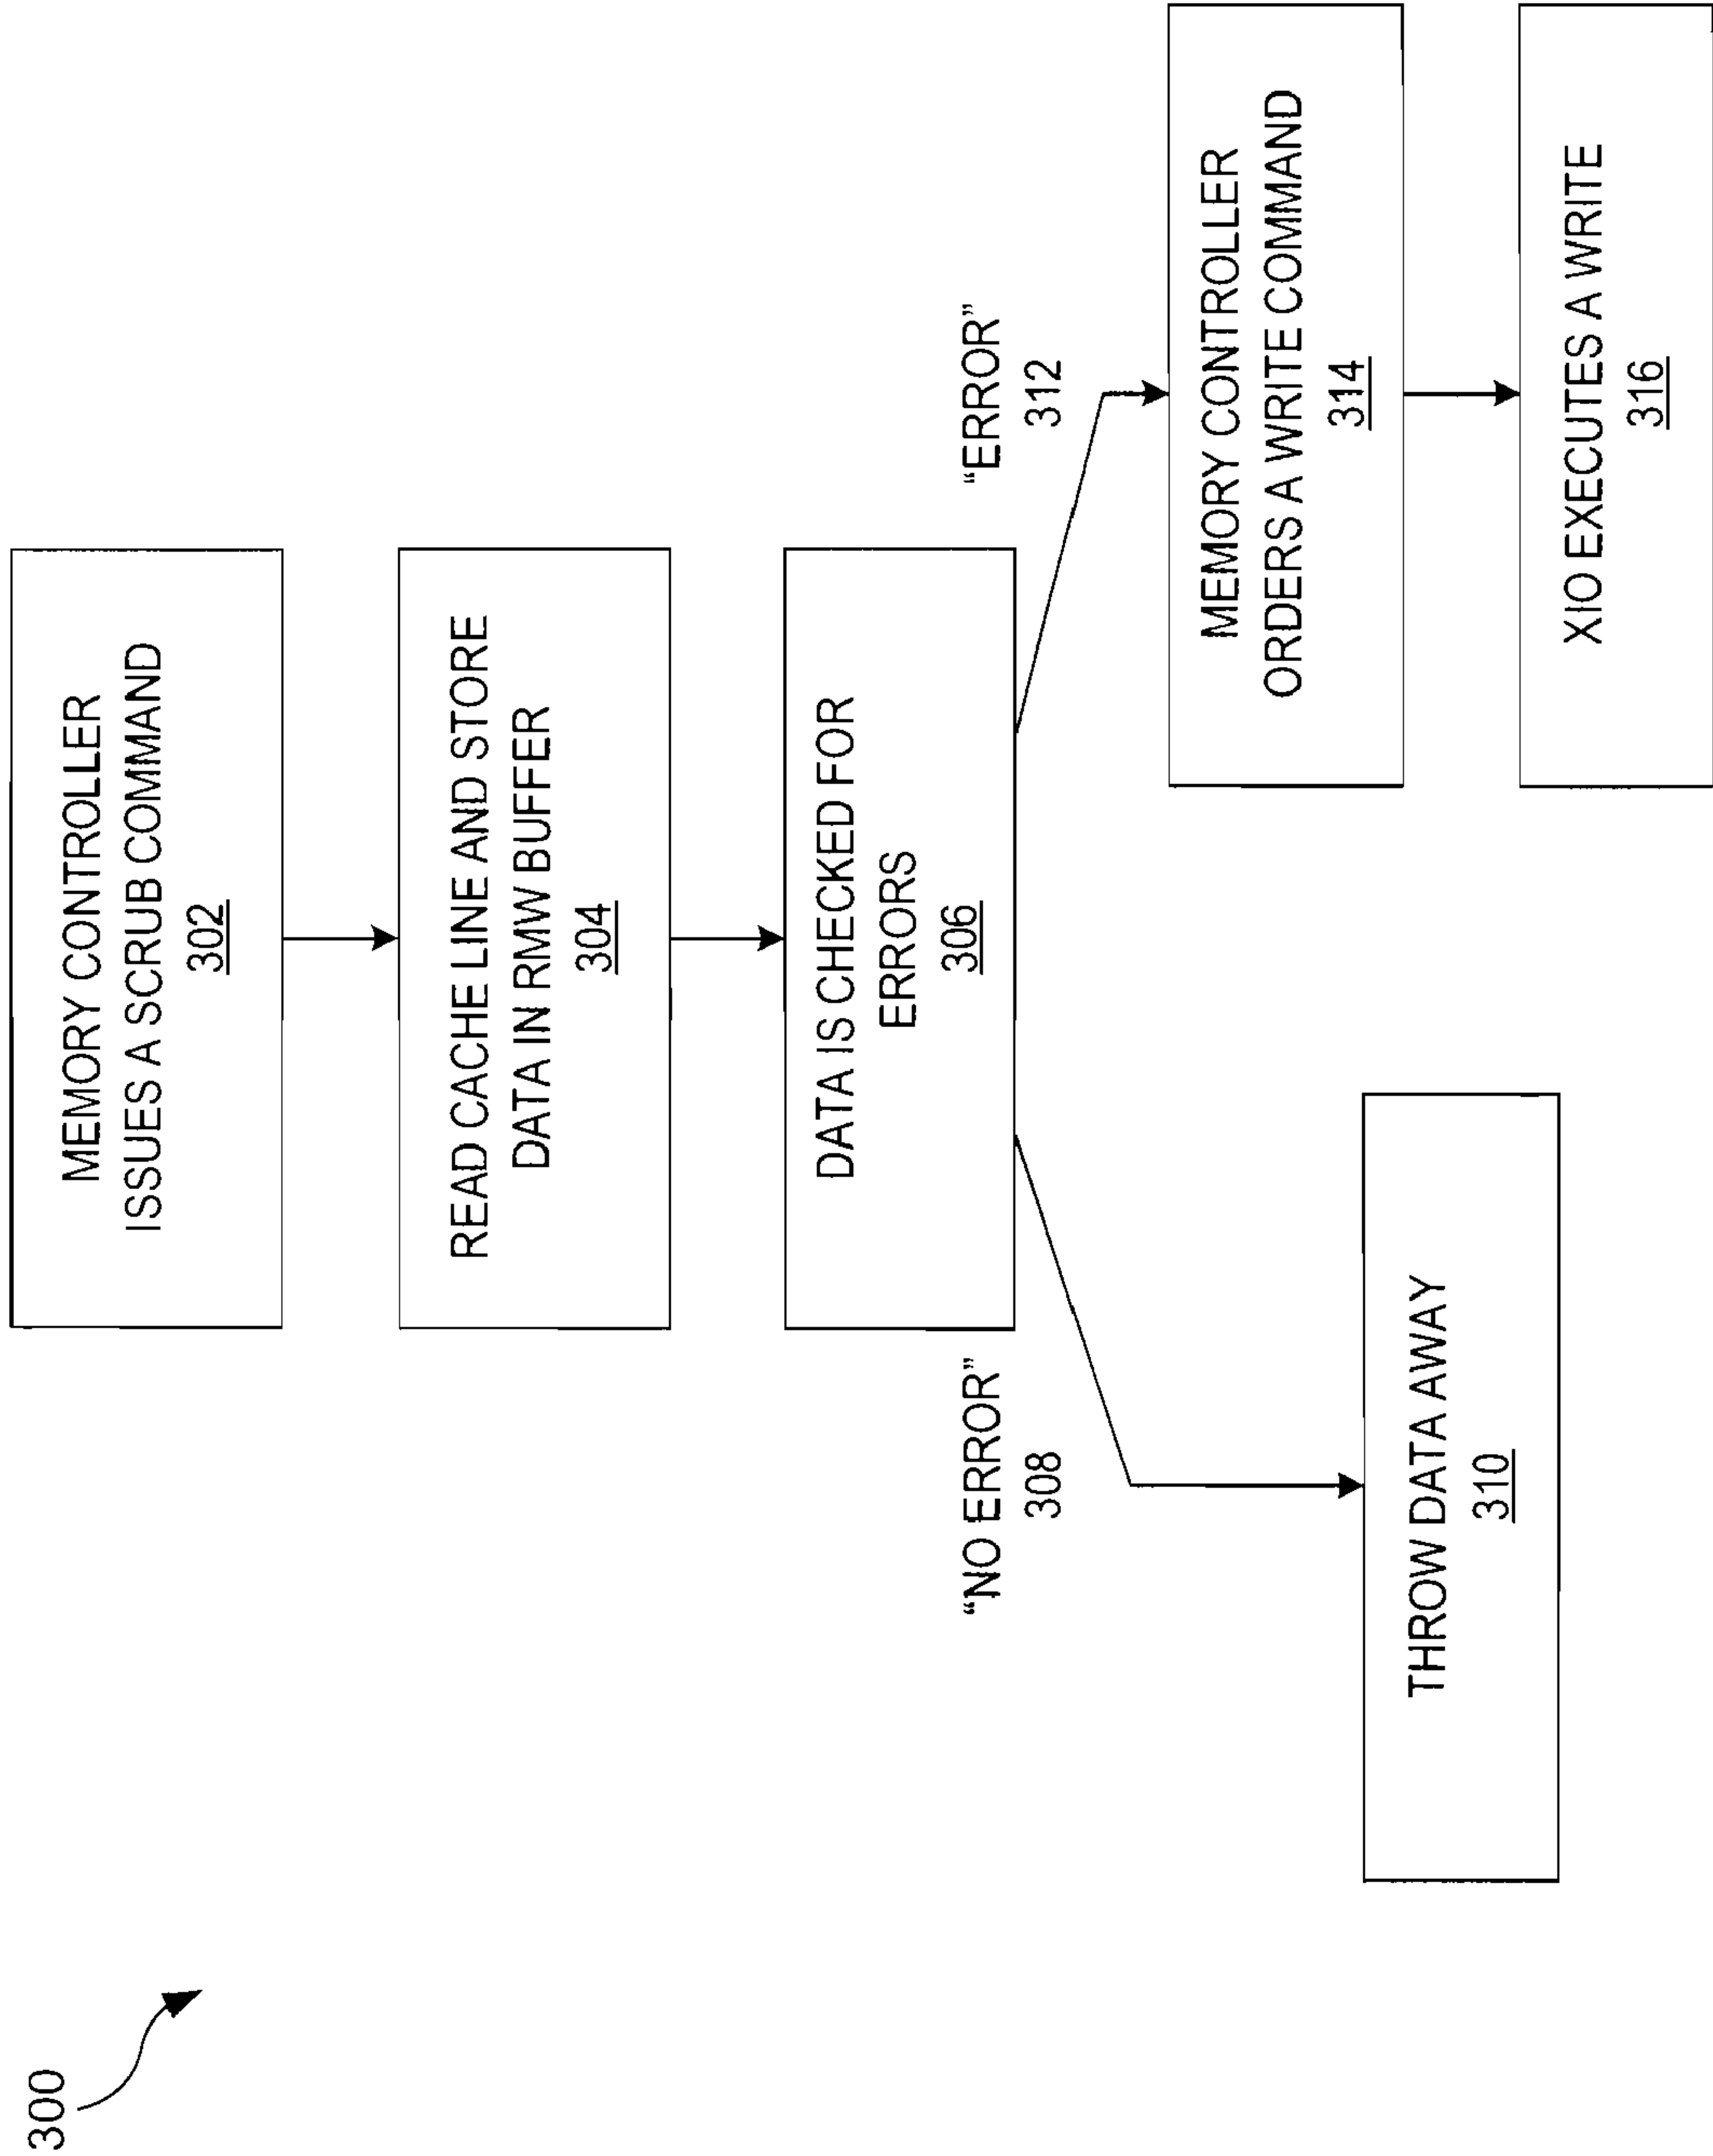 300
MEMORY CONTROLLER
ISSUES A SCRUB COMMAND
302
READ CACHE LINE AND STORE
DATA IN RMW BUFFER
304
DATA IS CHECKED FOR
ERRORS
306
“NO ERROR”
308
“ERROR”
312
THROW DATA AWAY
310
MEMORY CONTROLLER
ORDERS A WRITE COMMAND
314
XIO EXECUTES A WRITE
316